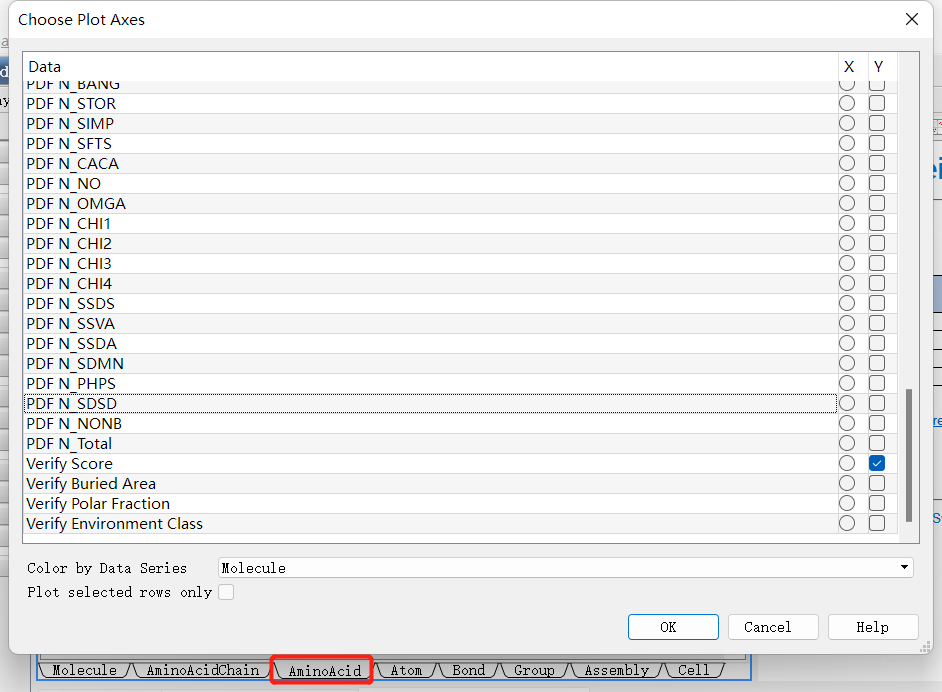 Choose Plot Axes
Data X Y
PDF N_BANG
PDF N_STOR
PDF N_SIMP
PDF N_SFTS
PDF N_CACA
PDF N_NO
PDF N_OMGA
PDF N_CHI1
PDF N_CHI2
PDF N_CHI3
PDF N_CHI4
PDF N_SSDS
PDF N_SSVA
PDF N_SSDA
PDF N_SDMN
PDF N_PHPS
PDF N_SDSD
PDF N_NONB
PDF N_Total
Verify Score
Verify Buried Area
Verify Polar Fraction
Verify Environment Class
Color by Data Series Molecule
Plot selected rows only
OK Cancel Help
Molecule AminoAcidChain AminoAcid Atom Bond Group Assembly Cell